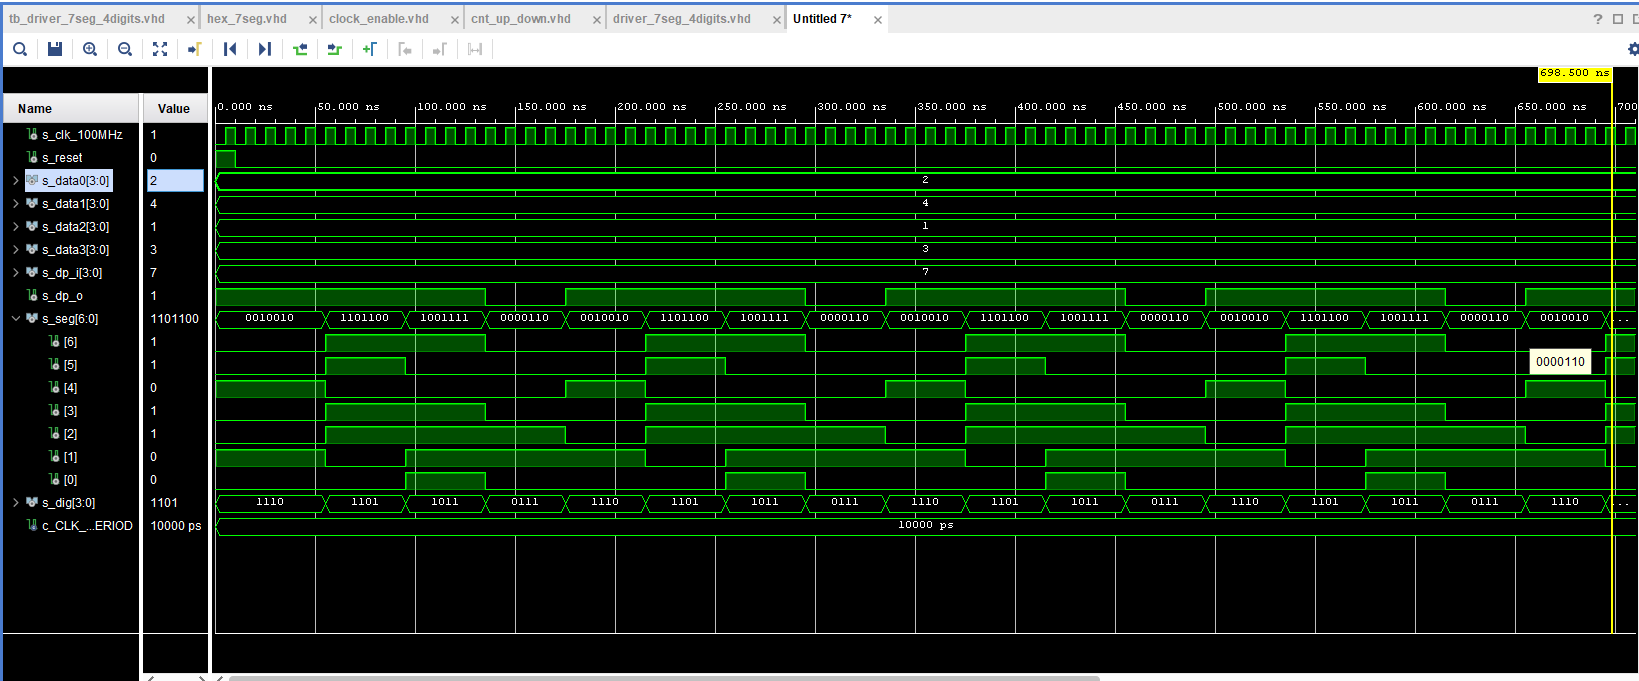 tb_driver_7seg_4digits.vhd × hex_7seg.vhd × clock_enable.vhd × cnt_up_down.vhd × driver_7seg_4digits.vhd × Untitled 7* × ?
698.500 ns
Name Value 0.000 ns 50.000 ns 100.000 ns 150.000 ns 200.000 ns 250.000 ns 300.000 ns 350.000 ns 400.000 ns 450.000 ns 500.000 ns 550.000 ns 600.000 ns 650.000 ns 700
s_clk_100MHz 1
s_reset 0
s_data0[3:0] 2 2
s_data1[3:0] 4 4
s_data2[3:0] 1 1
s_data3[3:0] 3 3
s_dp_i[3:0] 7 7
s_dp_o 1
s_seg[6:0] 1101100 0010010 1101100 1001111 0000110 0010010 1101100 1001111 0000110 0010010 1101100 1001111 0000110 0010010 1101100 1001111 0000110 0010010 ...
[6] 1
[5] 1 0000110
[4] 0
[3] 1
[2] 1
[1] 0
[0] 0
s_dig[3:0] 1101 1110 1101 1011 0111 1110 1101 1011 0111 1110 1101 1011 0111 1110 1101 1011 0111 1110 ...
c_CLK_...ERIOD 10000 ps 10000 ps